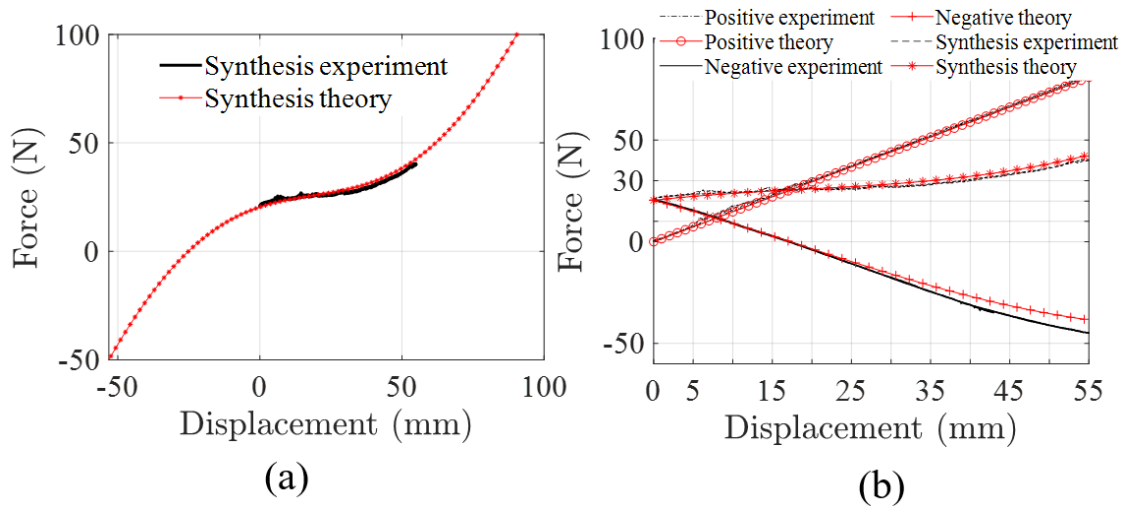 100
50
0
-50
Force (N)
Synthesis experiment
Synthesis theory
-50
0
50
100
Displacement (mm)
(a)
Positive experiment
Negative theory
Positive theory
Synthesis experiment
Negative experiment
Synthesis theory
100
50
30
0
-50
Force (N)
0
5
15
25
35
45
55
Displacement (mm)
(b)